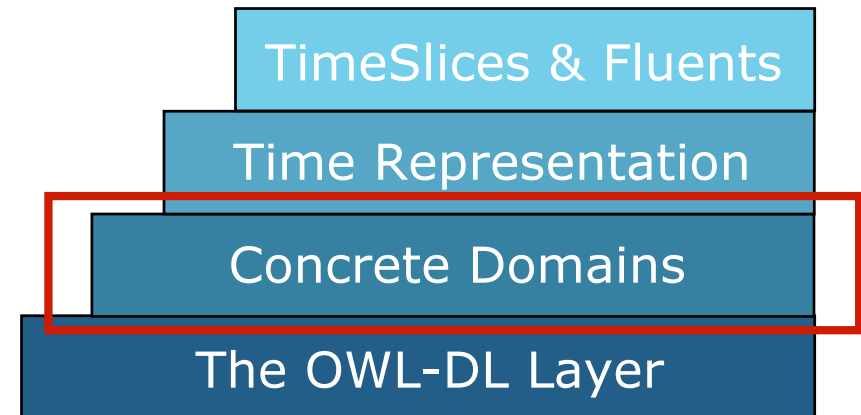 TimeSlices & Fluents
Time Representation
Concrete Domains
The OWL-DL Layer